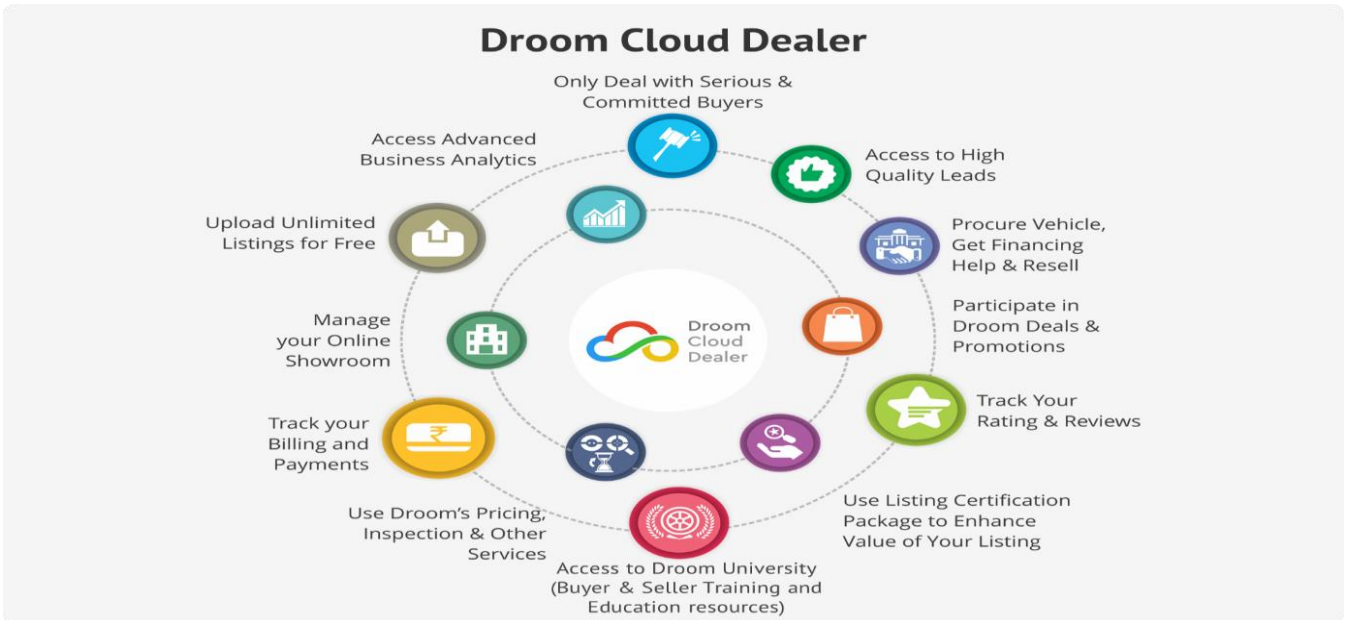 Droom Cloud Dealer
Only Deal with Serious &
Committed Buyers
Access to High
Quality Leads
Procure Vehicle,
Get Financing
Help & Resell
Participate in
Droom Deals &
Promotions
Track Your
Rating & Reviews
Use Listing Certification
Package to Enhance
Value of Your Listing
Access to Droom University
(Buyer & Seller Training and
Education resources)
Use Droom's Pricing,
Inspection & Other
Services
Track your
Billing and
Payments
Manage
your Online
Showroom
Upload Unlimited
Listings for Free
Access Advanced
Business Analytics
Droom
Cloud
Dealer
₹